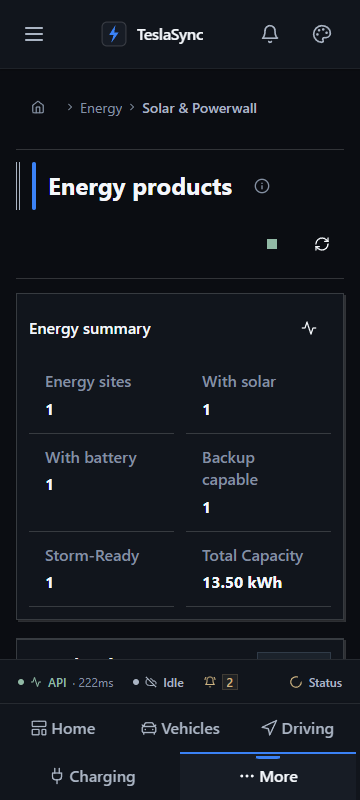 TeslaSync
Energy
Solar & Powerwall
Energy products
Energy summary
Energy sites
1
With solar
1
With battery
1
Backup
capable
1
Storm-Ready
1
Total Capacity
13.50 kWh
API · 222ms
Idle
2
Status
Home
Vehicles
Driving
Charging
More